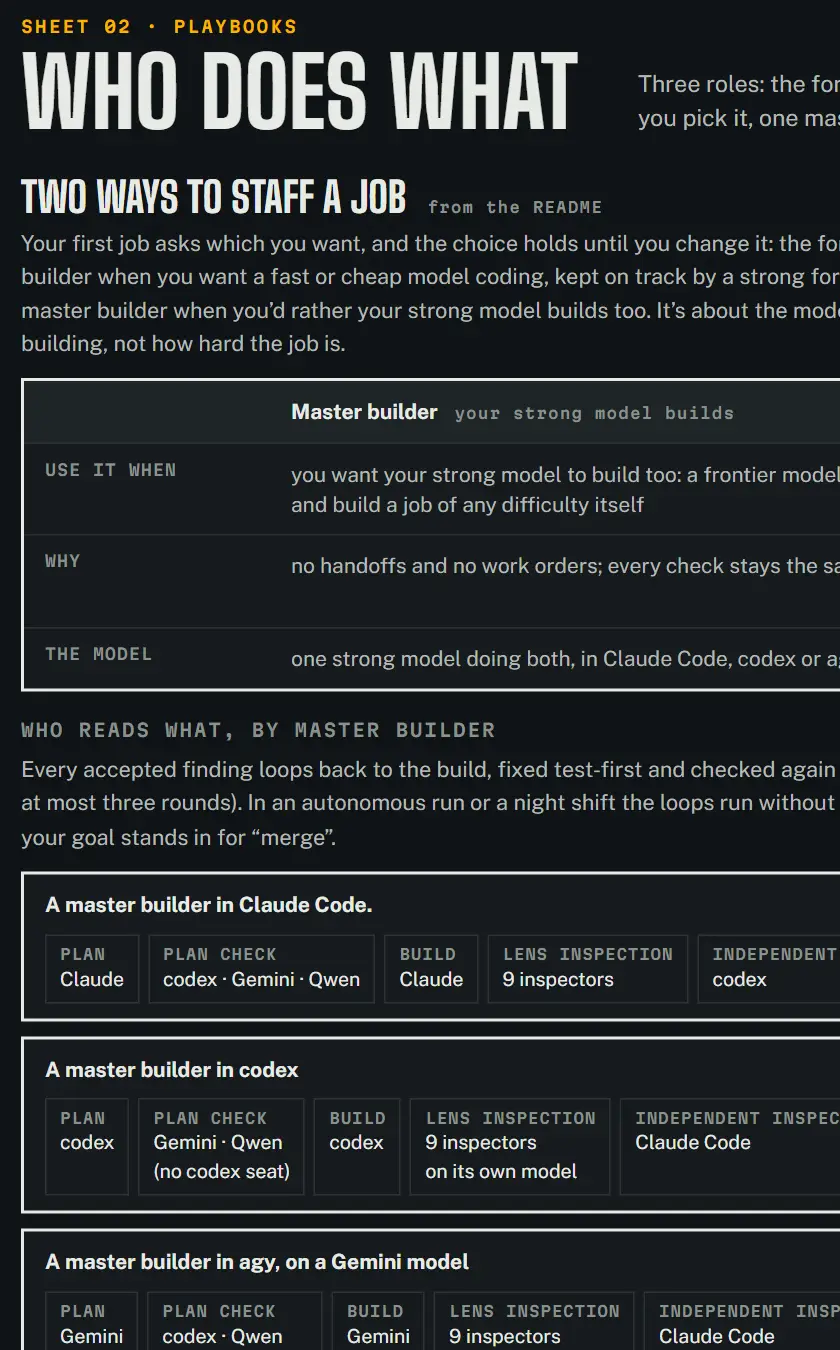 SHEET 02 · PLAYBOOKS
WHO DOES WHAT
Three roles: the for
you pick it, one mas
TWO WAYS TO STAFF A JOB from the README
Your first job asks which you want, and the choice holds until you change it: the fo
builder when you want a fast or cheap model coding, kept on track by a strong for
master builder when you’d rather your strong model builds too. It’s about the mod
building, not how hard the job is.
Master builder your strong model builds
USE IT WHEN
you want your strong model to build too: a frontier model
and build a job of any difficulty itself
WHY
no handoffs and no work orders; every check stays the sa
THE MODEL
one strong model doing both, in Claude Code, codex or a
WHO READS WHAT, BY MASTER BUILDER
Every accepted finding loops back to the build, fixed test-first and checked again
at most three rounds). In an autonomous run or a night shift the loops run without
your goal stands in for “merge”.
A master builder in Claude Code.
PLAN
Claude
PLAN CHECK
codex · Gemini · Qwen
BUILD
Claude
LENS INSPECTION
9 inspectors
INDEPENDENT
codex
A master builder in codex
PLAN
codex
PLAN CHECK
Gemini · Qwen
(no codex seat)
BUILD
codex
LENS INSPECTION
9 inspectors
on its own model
INDEPENDENT INSPEC
Claude Code
A master builder in agy, on a Gemini model
PLAN
Gemini
PLAN CHECK
codex · Qwen
BUILD
Gemini
LENS INSPECTION
9 inspectors
INDEPENDENT INSP
Claude Code